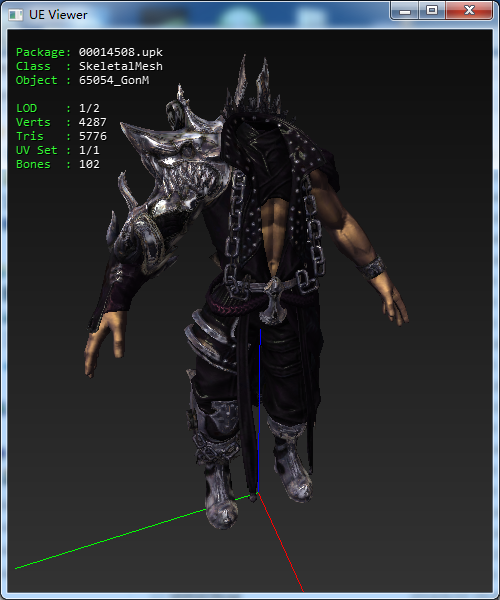 UE Viewer
Package: 00014508.upk
Class  : SkeletalMesh
Object : 65054_GonM
LOD    : 1/2
Verts  : 4287
Tris   : 5776
UV Set : 1/1
Bones  : 102